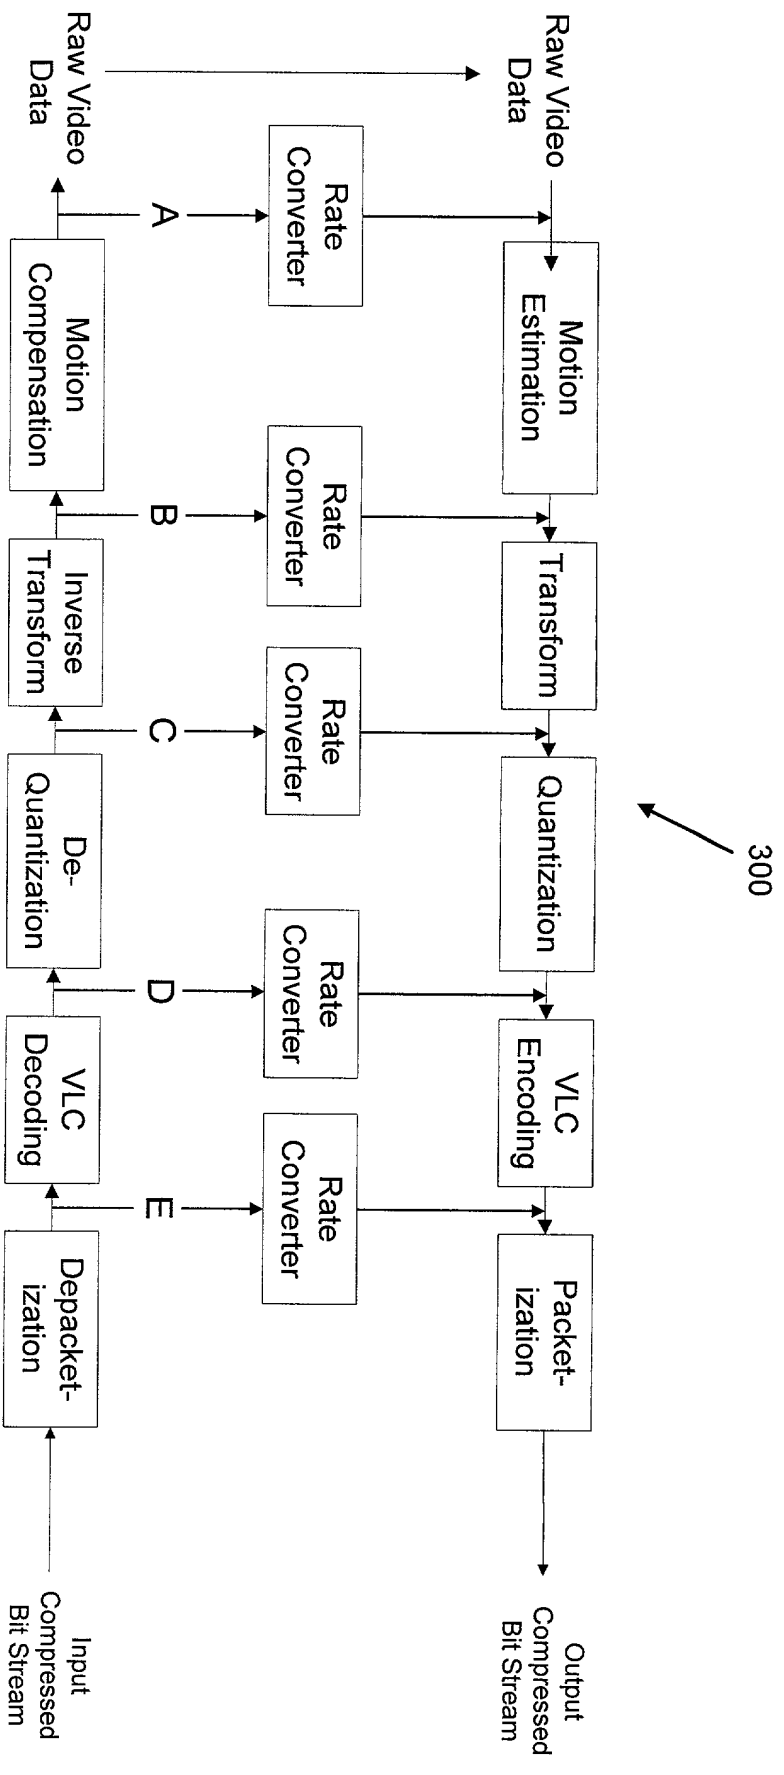 300
Raw Video
Data
Motion
Estimation
Transform
Quantization
VLC
Encoding
Packet-
ization
Output
Compressed
Bit Stream
Rate
Converter
Rate
Converter
Rate
Converter
Rate
Converter
Rate
Converter
A
B
C
D
E
Raw Video
Data
Motion
Compensation
Inverse
Transform
De-
Quantization
VLC
Decoding
Depacket-
ization
Input
Compressed
Bit Stream